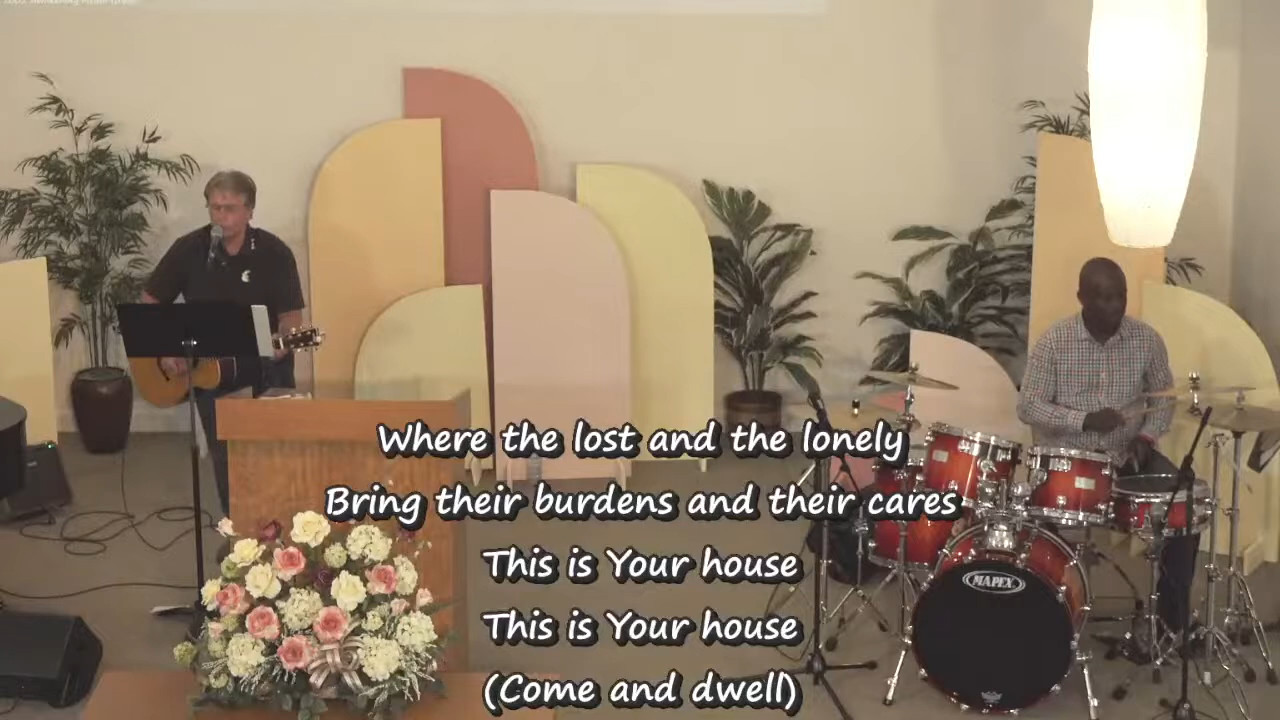 Where the lost and the lonely
Bring their burdens and their cares
This is Your house
This is Your house
(Come and dwell)
MAPEX